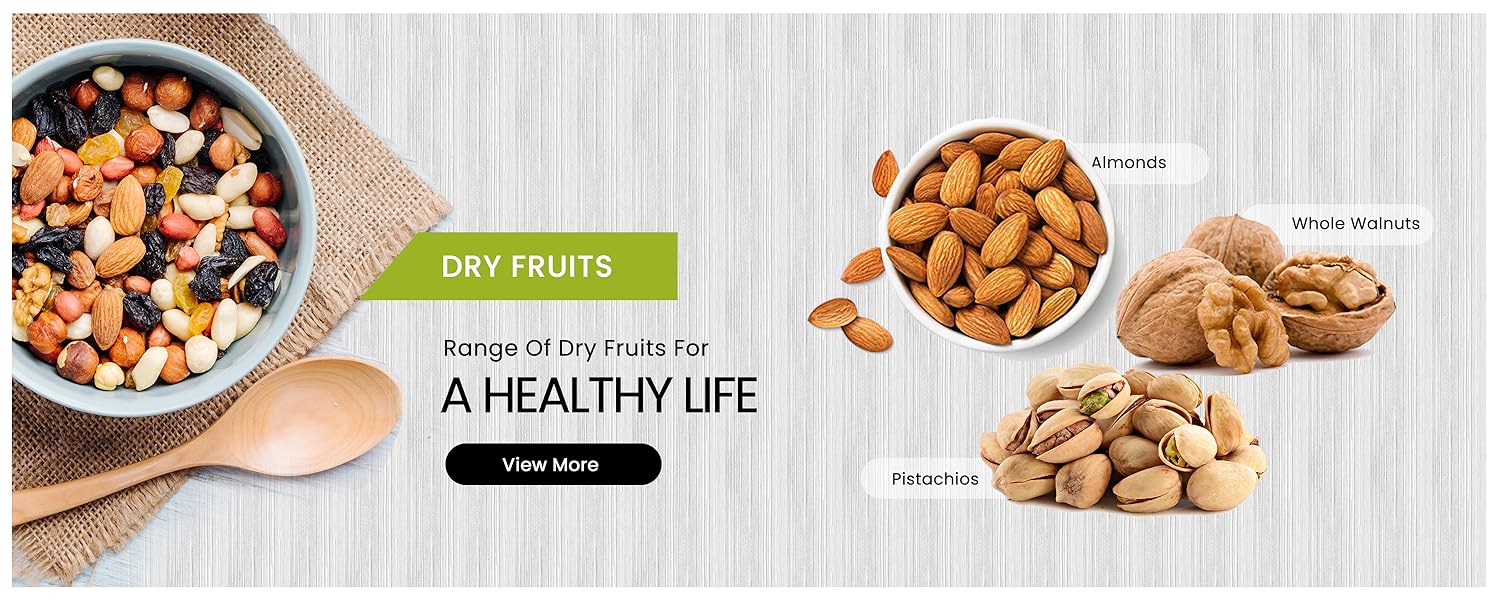 DRY FRUITS
Range Of Dry Fruits For
A HEALTHY LIFE
View More
Almonds
Whole Walnuts
Pistachios